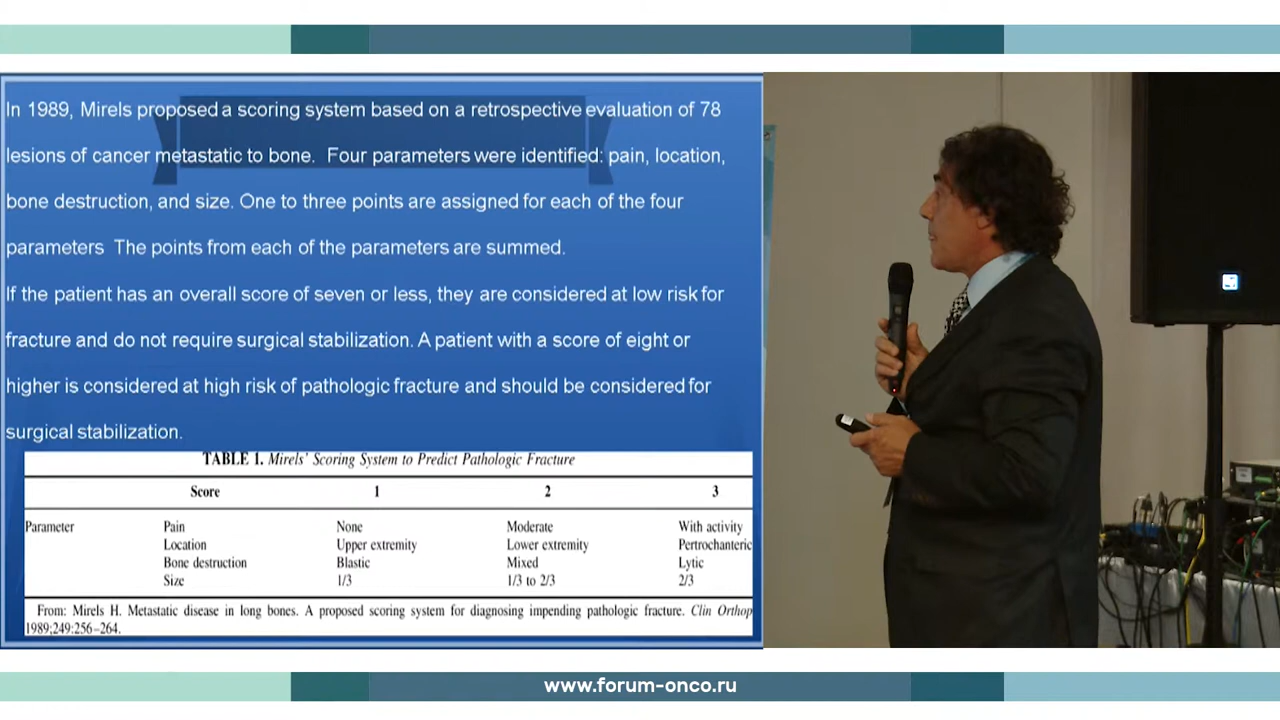 In 1989, Mirels proposed a scoring system based on a retrospective evaluation of 78
lesions of cancer metastatic to bone. Four parameters were identified: pain, location,
bone destruction, and size. One to three points are assigned for each of the four
parameters The points from each of the parameters are summed.
If the patient has an overall score of seven or less, they are considered at low risk for
fracture and do not require surgical stabilization. A patient with a score of eight or
higher is considered at high risk of pathologic fracture and should be considered for
surgical stabilization.
TABLE 1. Mirels' Scoring System to Predict Pathologic Fracture
Score 1 2 3
Parameter Pain None Moderate With activity
Location Upper extremity Lower extremity Pertrochanteric
Bone destruction Blastic Mixed Lytic
Size 1/3 1/3 to 2/3 2/3
From: Mirels H. Metastatic disease in long bones. A proposed scoring system for diagnosing impending pathologic fracture. Clin Orthop
1989;249:256–264.
www.forum-onco.ru